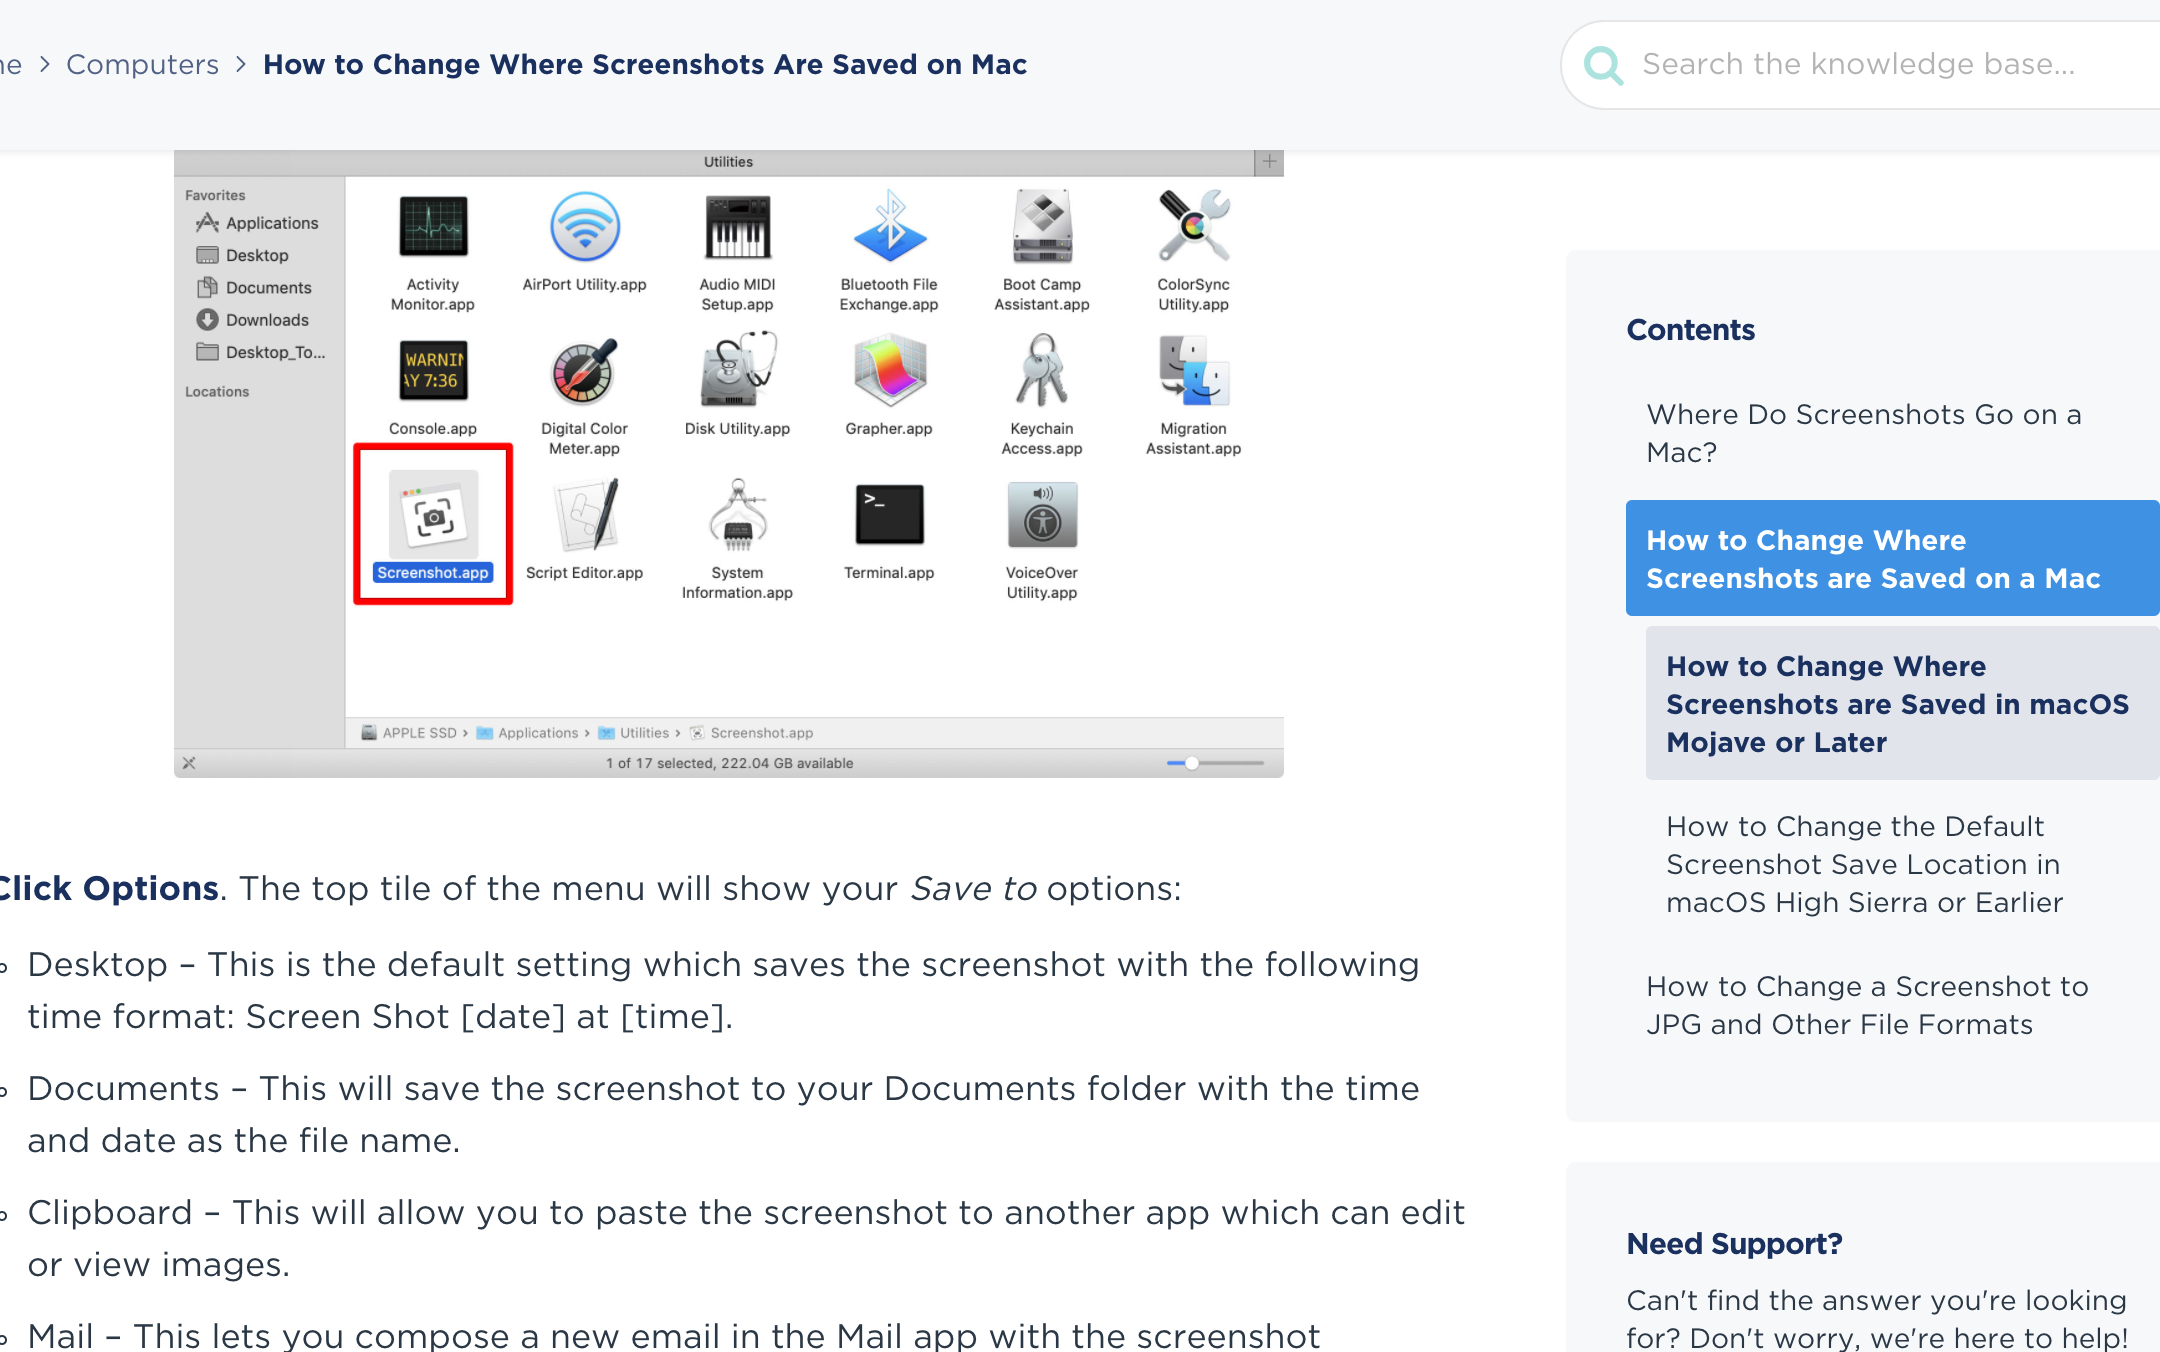 ne > Computers > How to Change Where Screenshots Are Saved on Mac
Search the knowledge base...
Utilities
Favorites
Applications
Desktop
Documents
Downloads
Desktop_To...
Locations
Activity
Monitor.app
AirPort Utility.app
Audio MIDI
Setup.app
Bluetooth File
Exchange.app
Boot Camp
Assistant.app
ColorSync
Utility.app
WARNIN
AY 7:36
Console.app
Digital Color
Meter.app
Disk Utility.app
Grapher.app
Keychain
Access.app
Migration
Assistant.app
Screenshot.app
Script Editor.app
System
Information.app
>_
Terminal.app
VoiceOver
Utility.app
APPLE SSD > Applications > Utilities > Screenshot.app
1 of 17 selected, 222.04 GB available
Click Options. The top tile of the menu will show your Save to options:
Desktop – This is the default setting which saves the screenshot with the following
time format: Screen Shot [date] at [time].
Documents – This will save the screenshot to your Documents folder with the time
and date as the file name.
Clipboard – This will allow you to paste the screenshot to another app which can edit
or view images.
Mail – This lets you compose a new email in the Mail app with the screenshot
Contents
Where Do Screenshots Go on a
Mac?
How to Change Where
Screenshots are Saved on a Mac
How to Change Where
Screenshots are Saved in macOS
Mojave or Later
How to Change the Default
Screenshot Save Location in
macOS High Sierra or Earlier
How to Change a Screenshot to
JPG and Other File Formats
Need Support?
Can't find the answer you're looking
for? Don't worry, we're here to help!